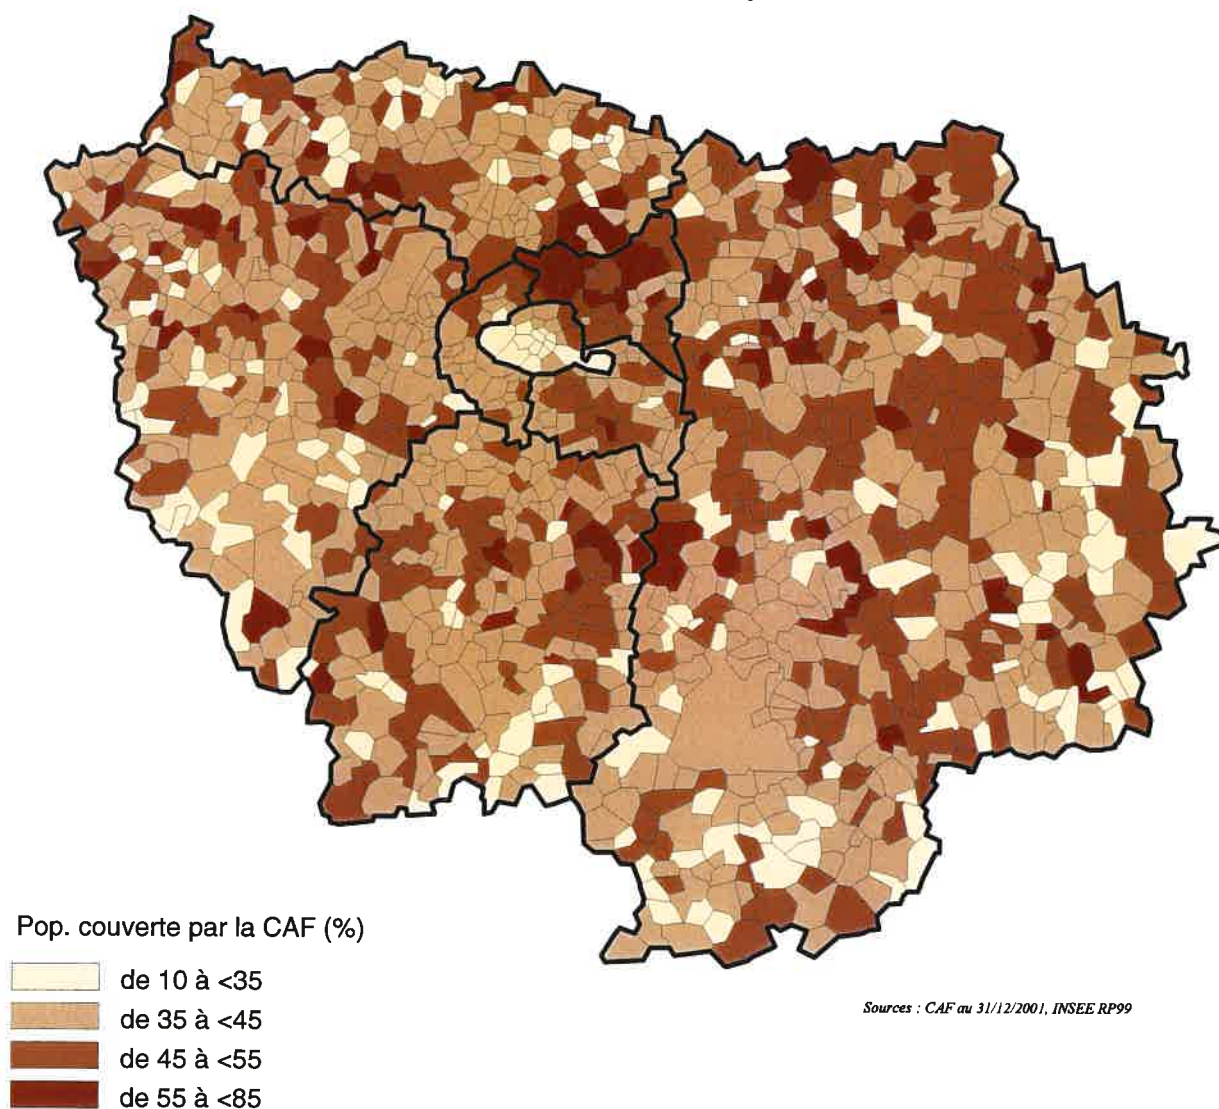 Pop. couverte par la CAF (%)
de 10 à <35
de 35 à <45
de 45 à <55
de 55 à <85
Sources : CAF au 31/12/2001, INSEE RP99